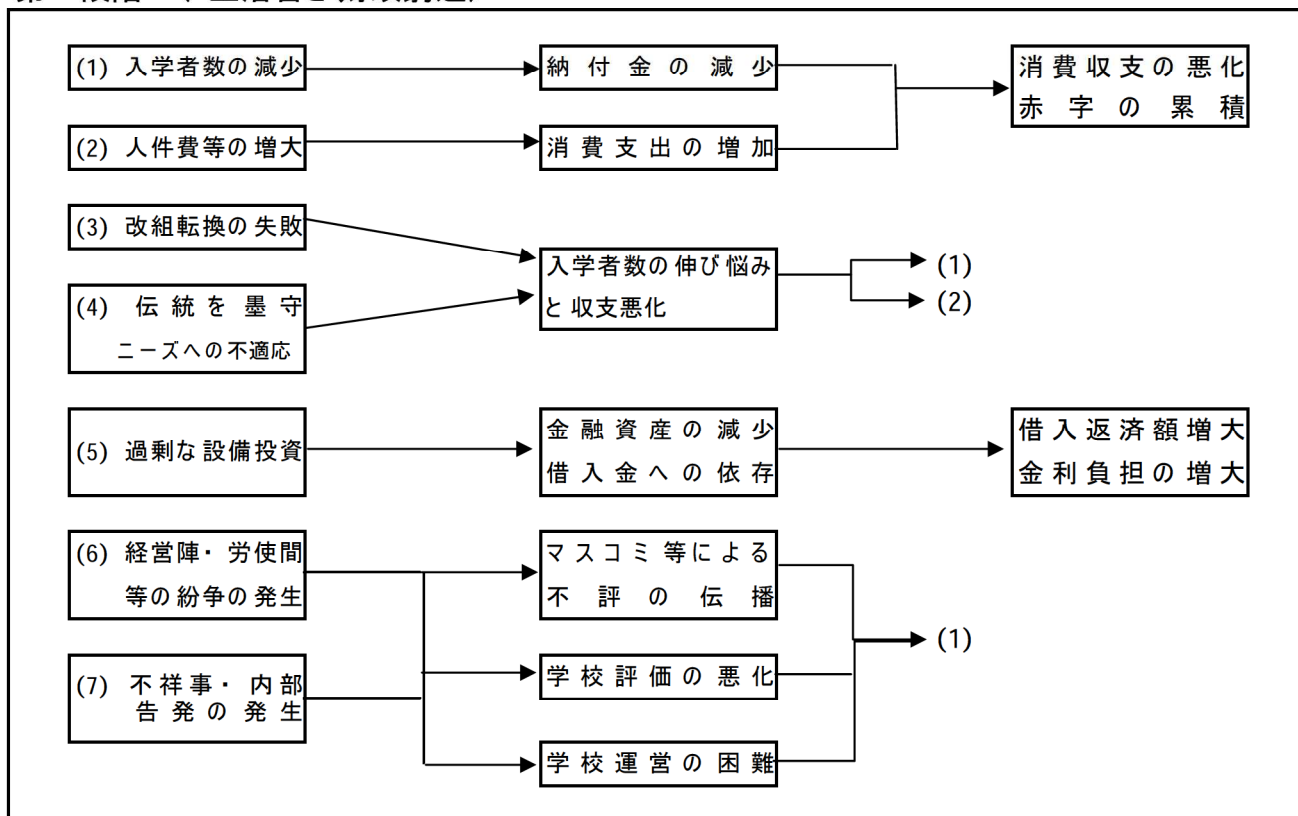 (1) 入学者数の減少
納付金の減少
消費収支の悪化
赤字の累積
(2) 人件費等の増大
消費支出の増加
(3) 改組転換の失敗
入学者数の伸び悩み
と収支悪化
(1)
(2)
(4) 伝統を墨守
ニーズへの不適応
(5) 過剰な設備投資
金融資産の減少
借入金への依存
借入返済額増大
金利負担の増大
(6) 経営陣・労使間
等の紛争の発生
マスコミ等による
不評の伝播
(1)
(7) 不祥事・内部
告発の発生
学校評価の悪化
学校運営の困難